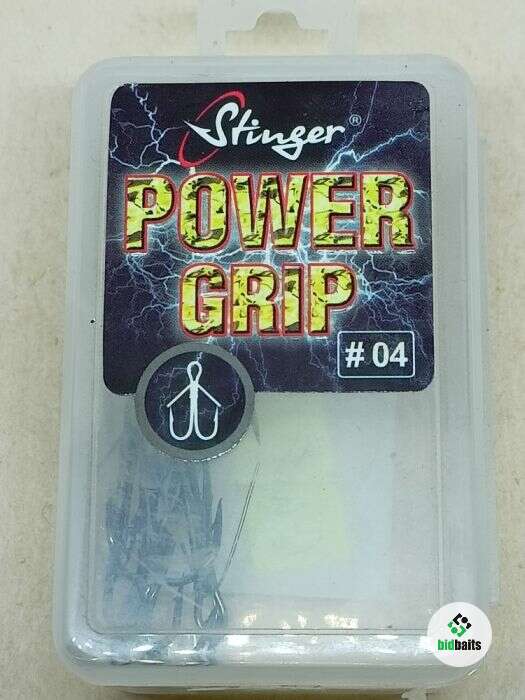 Stinger®
POWER
GRIP
# 04
bidbaits